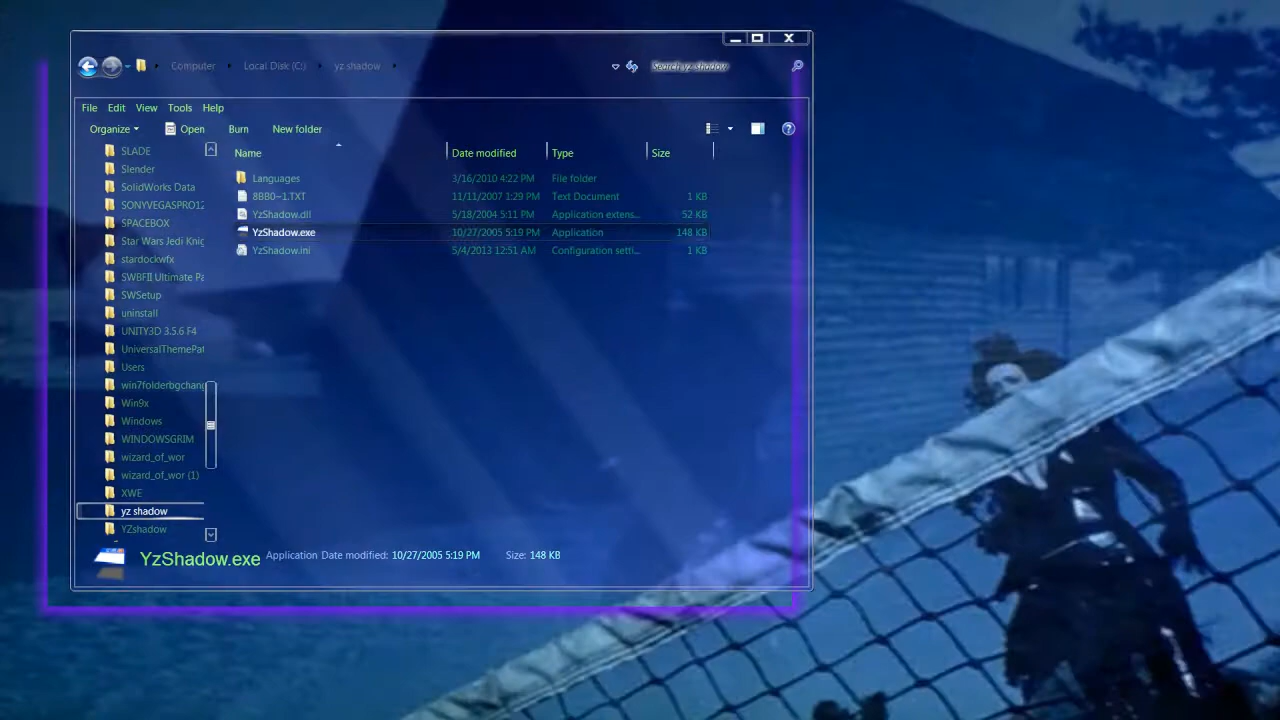 Computer Local Disk (C:) yz shadow Search yz shadow
File Edit View Tools Help
Organize Open Burn New folder
Name Date modified Type Size
SLADE
Slender
SolidWorks Data
SONYVEGASPRO12
SPACEBOX
Star Wars Jedi Knig
stardockwfx
SWBFII Ultimate Pa
SWSetup
uninstall
UNITY3D 3.5.6 F4
UniversalThemePat
Users
win7folderbgchang
Win9x
Windows
WINDOWSGRIM
wizard_of_wor
wizard_of_wor (1)
XWE
yz shadow
YZshadow
Languages 3/16/2010 4:22 PM File folder
8BB0~1.TXT 11/11/2007 1:29 PM Text Document 1 KB
YzShadow.dll 5/18/2004 5:11 PM Application extens... 52 KB
YzShadow.exe 10/27/2005 5:19 PM Application 148 KB
YzShadow.ini 5/4/2013 12:51 AM Configuration setti... 1 KB
YzShadow.exe Application Date modified: 10/27/2005 5:19 PM Size: 148 KB